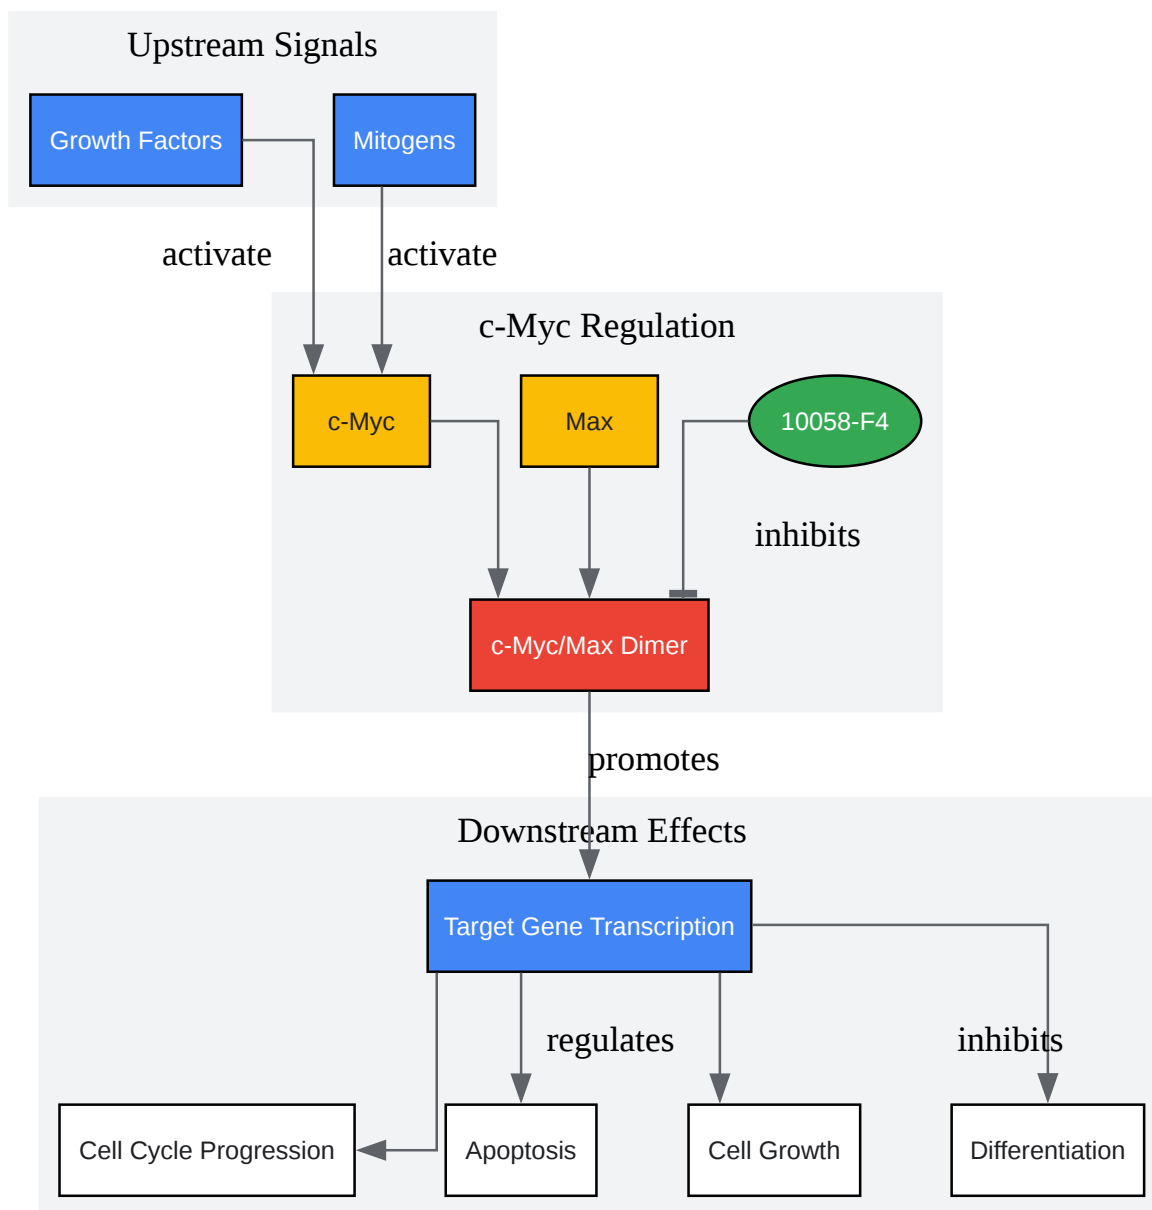 Upstream Signals
Growth Factors
Mitogens
activate
activate
c-Myc Regulation
c-Myc
Max
10058-F4
inhibits
c-Myc/Max Dimer
promotes
Downstream Effects
Target Gene Transcription
regulates
inhibits
Cell Cycle Progression
Apoptosis
Cell Growth
Differentiation